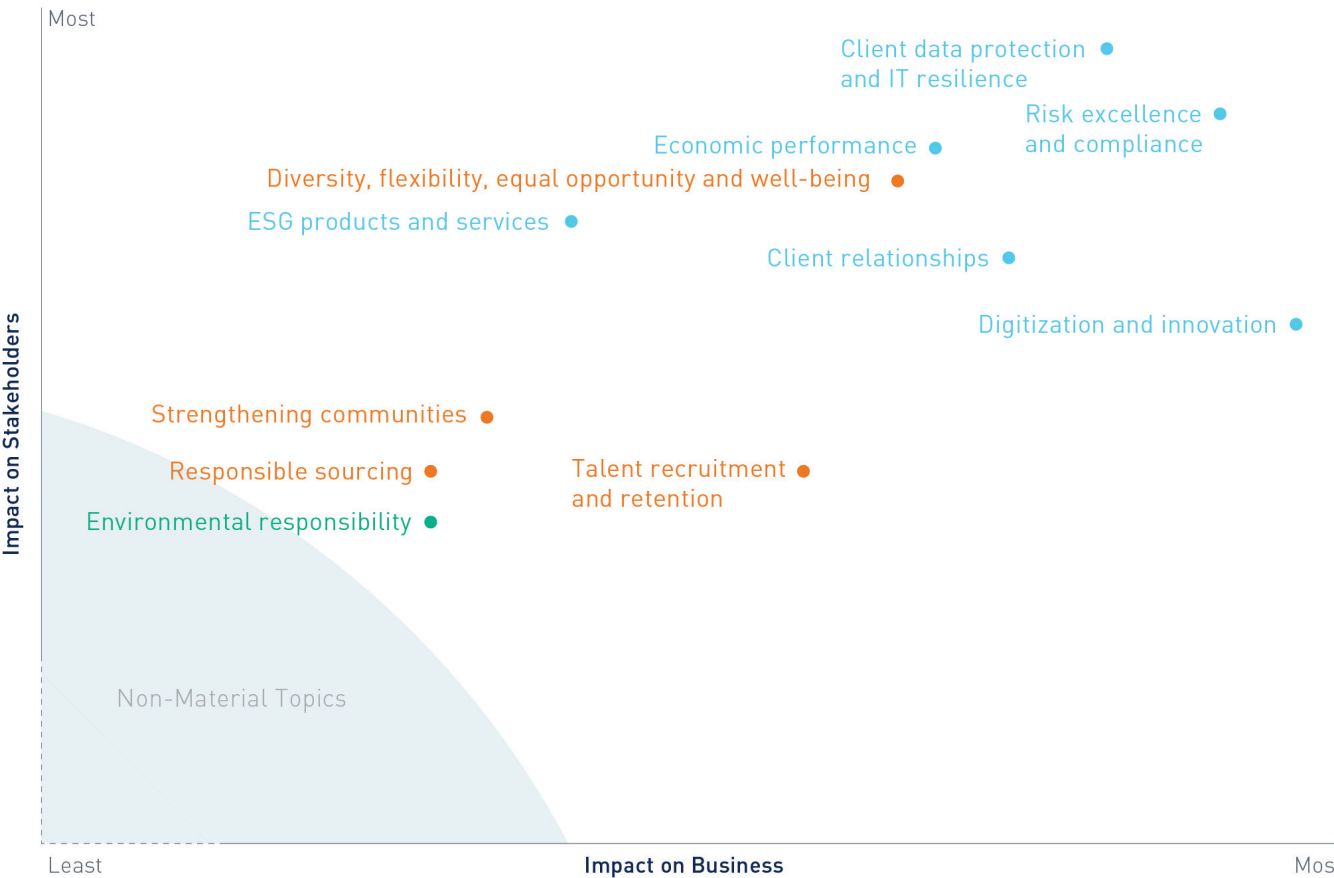 Most
Client data protection
and IT resilience
Risk excellence
and compliance
Economic performance
Diversity, flexibility, equal opportunity and well-being
ESG products and services
Client relationships
Digitization and innovation
Impact on Stakeholders
Strengthening communities
Responsible sourcing
Talent recruitment
and retention
Environmental responsibility
Non-Material Topics
Least
Impact on Business
Mos